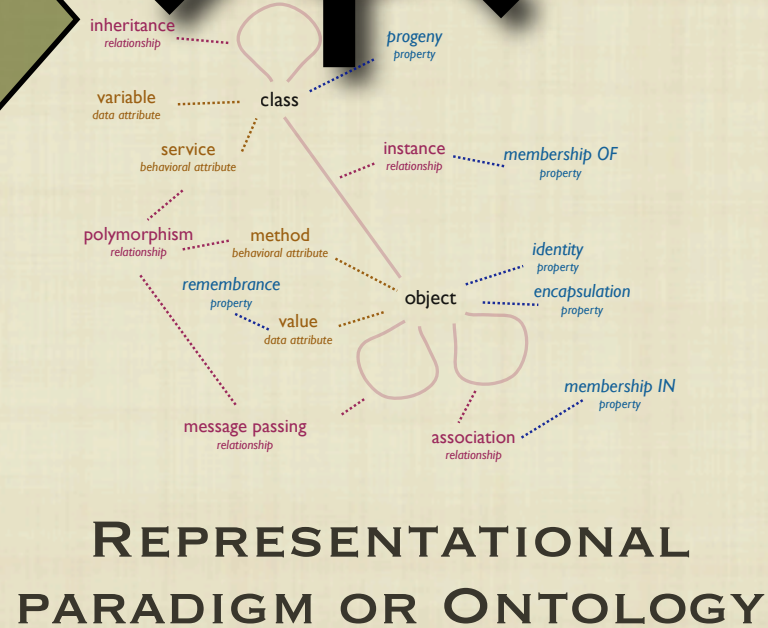 inheritance
relationship
progeny
property
variable
data attribute
class
service
behavioral attribute
instance
relationship
membership OF
property
polymorphism
relationship
method
behavioral attribute
identity
property
remembrance
property
object
encapsulation
property
value
data attribute
membership IN
property
message passing
relationship
association
relationship
REPRESENTATIONAL
PARADIGM OR ONTOLOGY